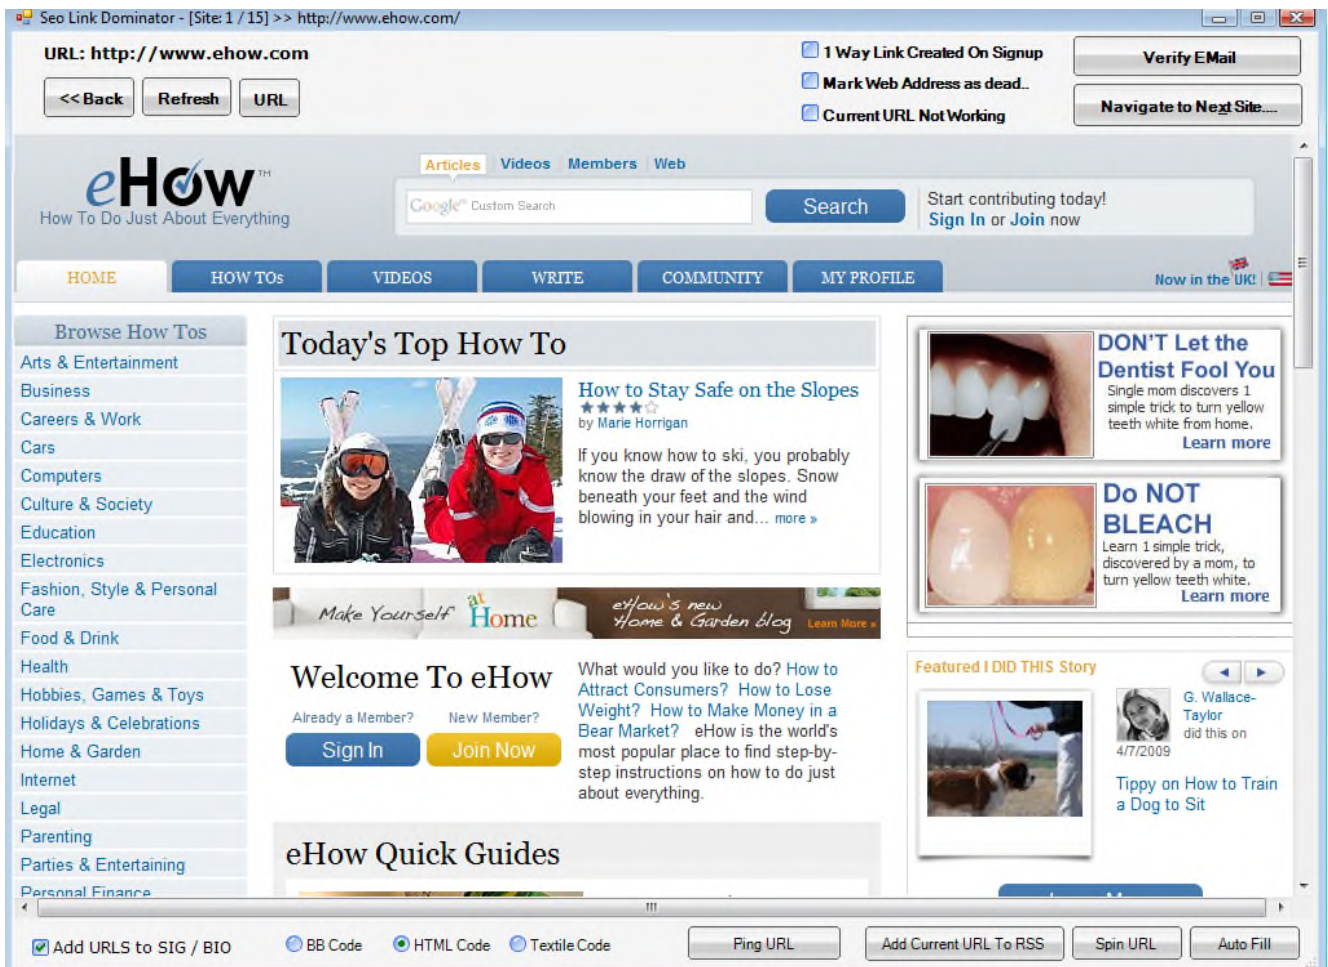 Seo Link Dominator - [Site: 1 / 15] >> http://www.ehow.com/
URL: http://www.ehow.com
<< Back
Refresh
URL
1 Way Link Created On Signup
Mark Web Address as dead..
Current URL Not Working
Verify EMail
Navigate to Next Site....
eHow™
How To Do Just About Everything
Articles Videos Members Web
Google™ Custom Search
Search
Start contributing today!
Sign In or Join now
HOME
HOW TOs
VIDEOS
WRITE
COMMUNITY
MY PROFILE
Now in the UK!
Browse How Tos
Arts & Entertainment
Business
Careers & Work
Cars
Computers
Culture & Society
Education
Electronics
Fashion, Style & Personal
Care
Food & Drink
Health
Hobbies, Games & Toys
Holidays & Celebrations
Home & Garden
Internet
Legal
Parenting
Parties & Entertaining
Personal Finance
Today's Top How To
How to Stay Safe on the Slopes
by Marie Horrigan
If you know how to ski, you probably
know the draw of the slopes. Snow
beneath your feet and the wind
blowing in your hair and... more »
Make Yourself at Home
eHow's new
Home & Garden blog
Learn More »
Welcome To eHow
Already a Member?
New Member?
Sign In
Join Now
What would you like to do? How to
Attract Consumers? How to Lose
Weight? How to Make Money in a
Bear Market? eHow is the world's
most popular place to find step-by-
step instructions on how to do just
about everything.
eHow Quick Guides
DON'T Let the
Dentist Fool You
Single mom discovers 1
simple trick to turn yellow
teeth white from home.
Learn more
Do NOT
BLEACH
Learn 1 simple trick,
discovered by a mom, to
turn yellow teeth white.
Learn more
Featured I DID THIS Story
G. Wallace-
Taylor
did this on
4/7/2009
Tippy on How to Train
a Dog to Sit
Add URLS to SIG / BIO
BB Code
HTML Code
Textile Code
Ping URL
Add Current URL To RSS
Spin URL
Auto Fill